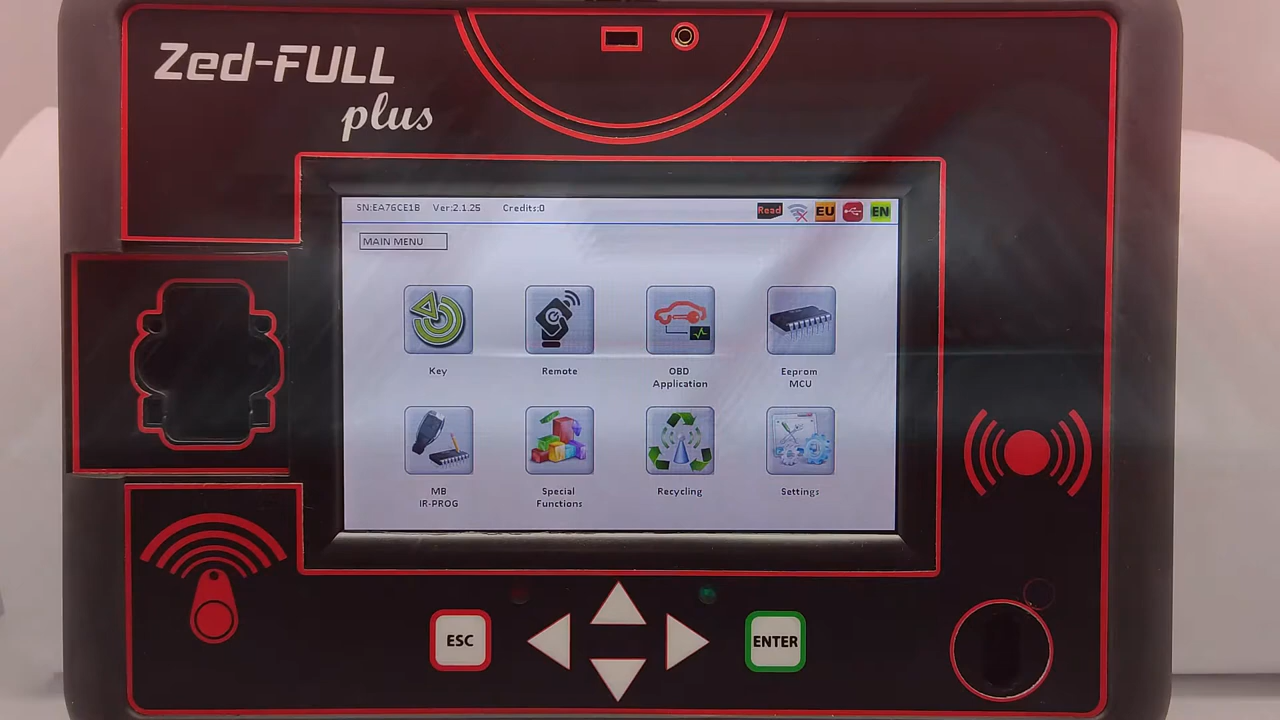 Zed-FULL
plus
SN:EA76CE1B Ver:2.1.25 Credits:0 Read EU EN
MAIN MENU
Key Remote OBD Application Eeprom MCU
MB IR-PROG Special Functions Recycling Settings
ESC ENTER